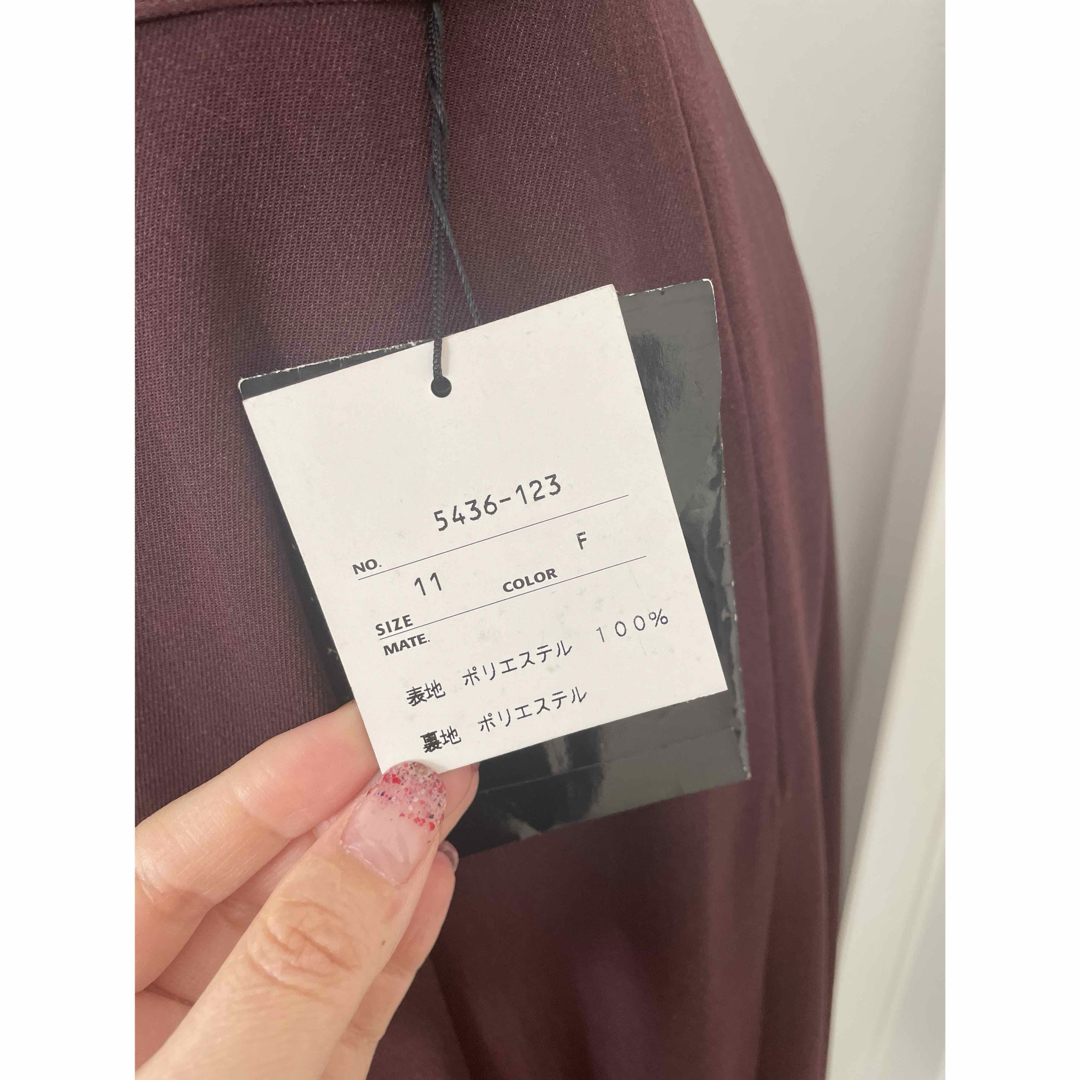 NO. 5436-123
SIZE 11 COLOR F
MATE.
表地 ポリエステル 100%
裏地 ポリエステル